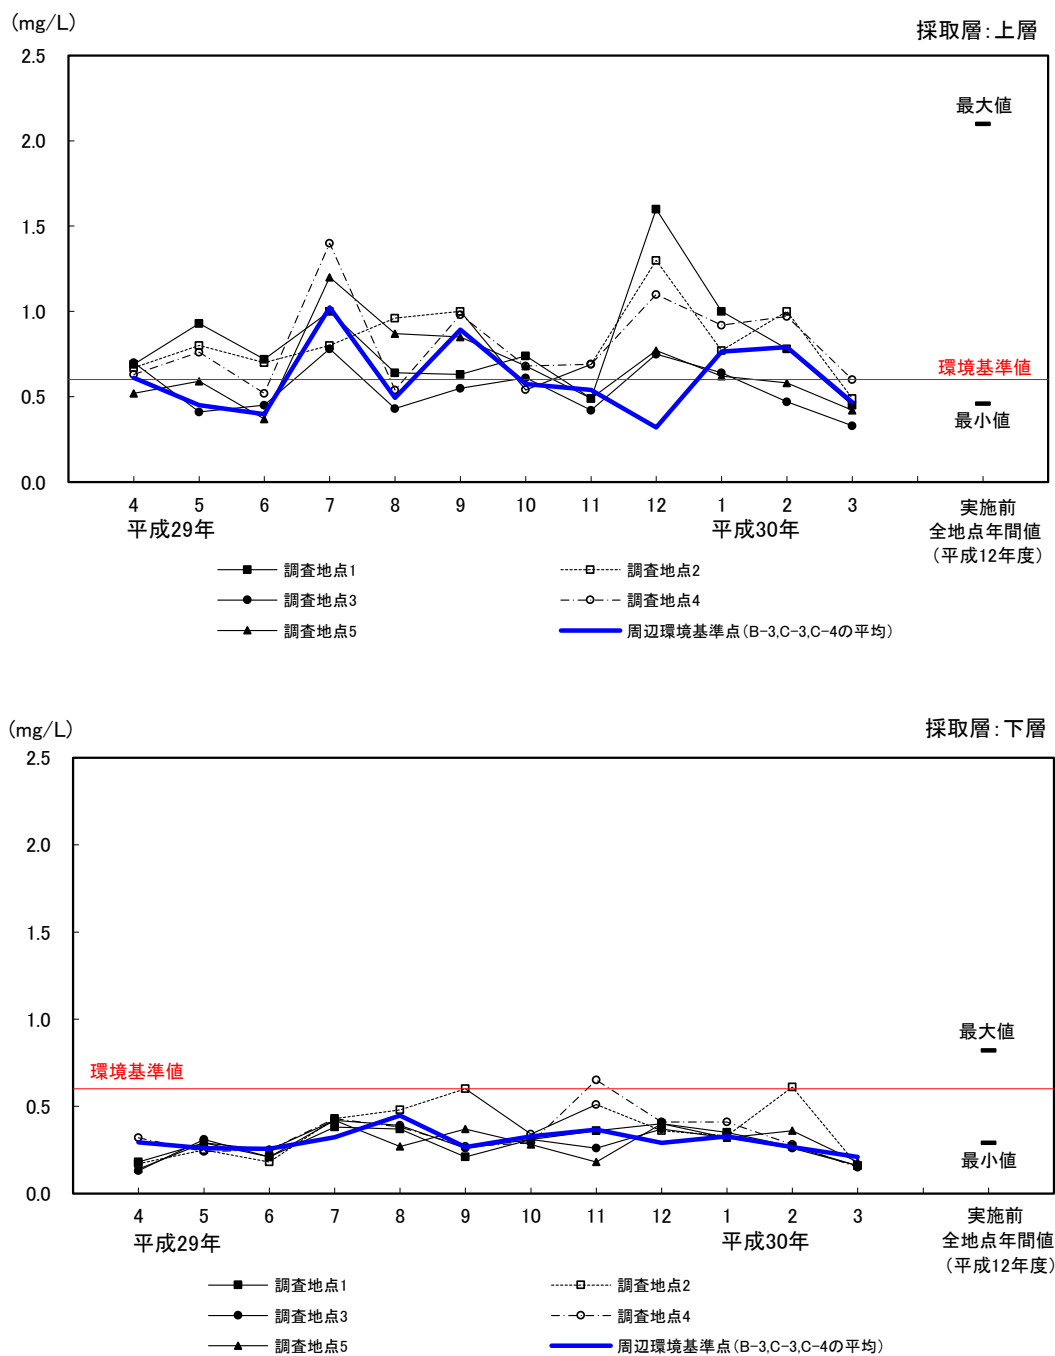 (mg/L)
採取層：上層
2.5
2.0
1.5
1.0
0.5
0.0
最大値
環境基準値
最小値
4 5 6 7 8 9 10 11 12 1 2 3
平成29年 平成30年
実施前
全地点年間値
（平成12年度）
調査地点1 調査地点2
調査地点3 調査地点4
調査地点5 周辺環境基準点（B-3,C-3,C-4の平均）
(mg/L)
採取層：下層
2.5
2.0
1.5
1.0
0.5
0.0
最大値
環境基準値
最小値
4 5 6 7 8 9 10 11 12 1 2 3
平成29年 平成30年
実施前
全地点年間値
（平成12年度）
調査地点1 調査地点2
調査地点3 調査地点4
調査地点5 周辺環境基準点（B-3,C-3,C-4の平均）